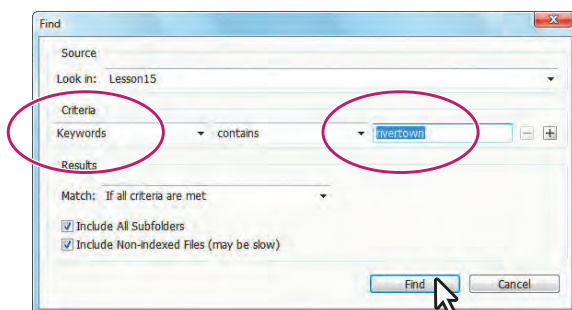 Find
Source
Look in: Lesson15
Criteria
Keywords contains rivertown
Results
Match: If all criteria are met
Include All Subfolders
Include Non-indexed Files (may be slow)
Find Cancel